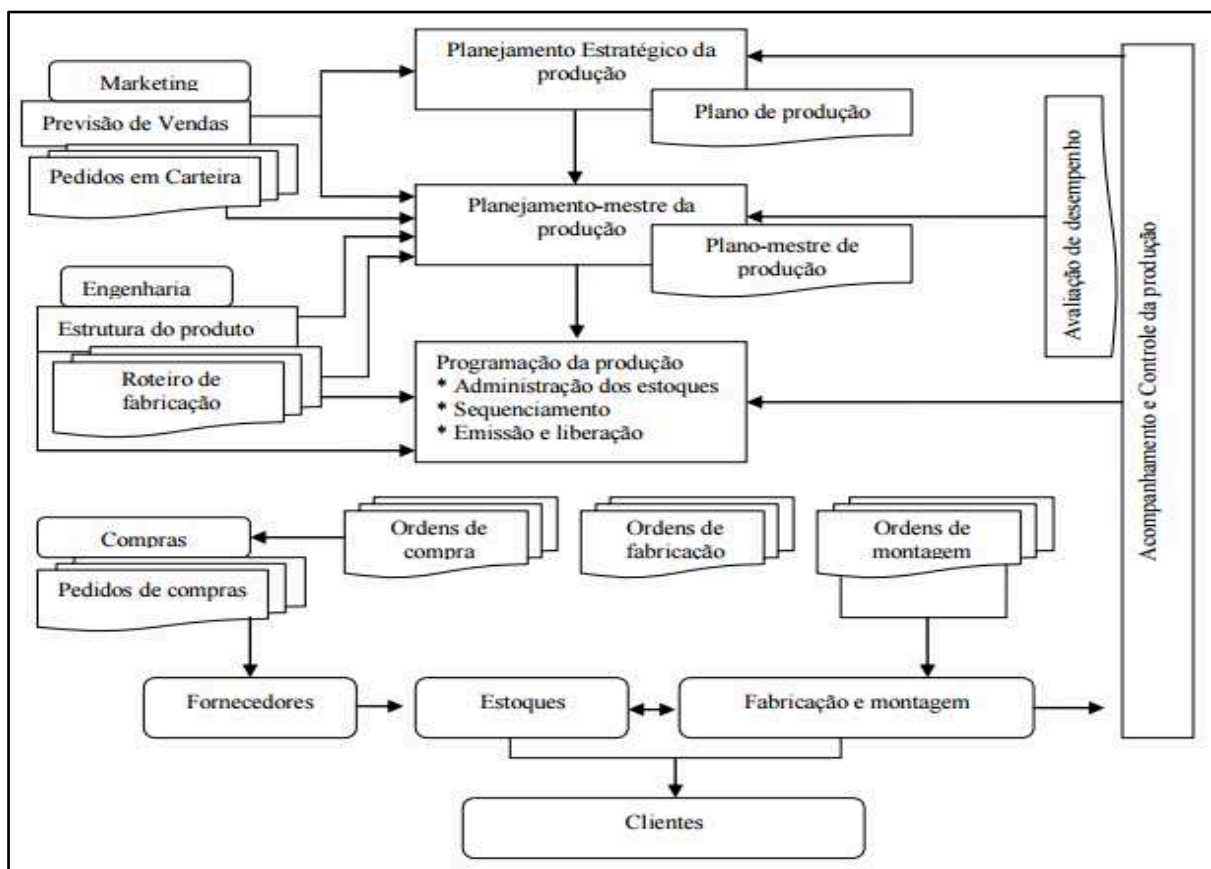 Planejamento Estratégico da
produção
Plano de produção
Marketing
Previsão de Vendas
Pedidos em Carteira
Planejamento-mestre da
produção
Plano-mestre de
produção
Engenharia
Estrutura do produto
Roteiro de
fabricação
Programação da produção
* Administração dos estoques
* Sequenciamento
* Emissão e liberação
Avaliação de desempenho
Acompanhamento e Controle da produção
Compras
Pedidos de compras
Ordens de
compra
Ordens de
fabricação
Ordens de
montagem
Fornecedores
Estoques
Fabricação e montagem
Clientes